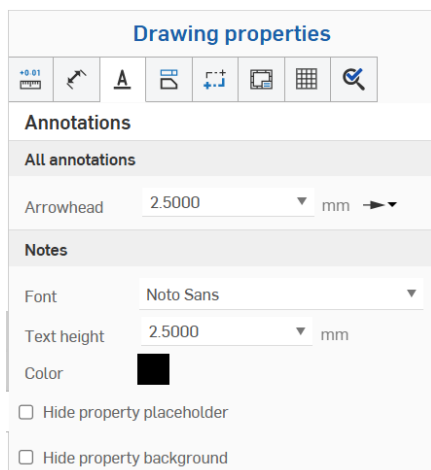 Drawing properties
+0.01
A
Annotations
All annotations
Arrowhead 2.5000 mm
Notes
Font Noto Sans
Text height 2.5000 mm
Color
Hide property placeholder
Hide property background